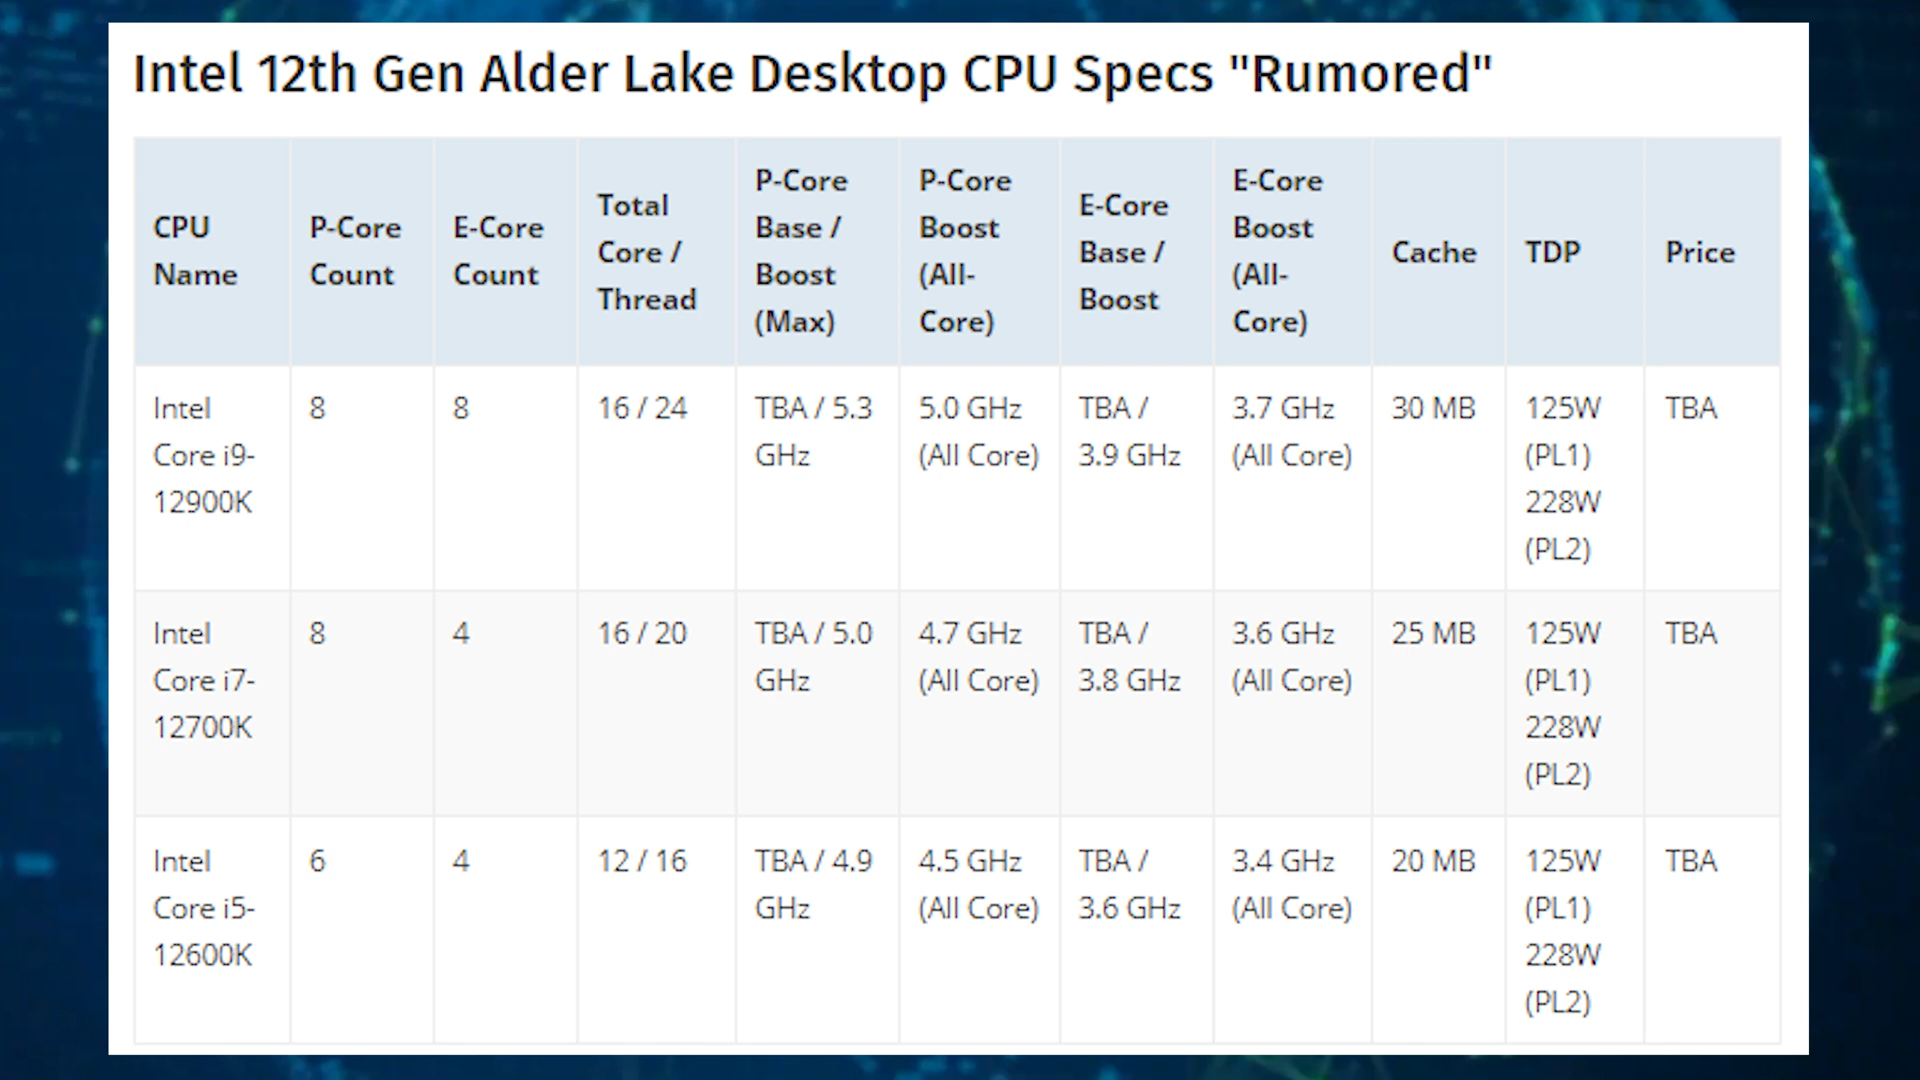 Intel 12th Gen Alder Lake Desktop CPU Specs "Rumored"
CPU Name | P-Core Count | E-Core Count | Total Core / Thread | P-Core Base / Boost (Max) | P-Core Boost (All-Core) | E-Core Base / Boost | E-Core Boost (All-Core) | Cache | TDP | Price
Intel Core i9-12900K | 8 | 8 | 16 / 24 | TBA / 5.3 GHz | 5.0 GHz (All Core) | TBA / 3.9 GHz | 3.7 GHz (All Core) | 30 MB | 125W (PL1) 228W (PL2) | TBA
Intel Core i7-12700K | 8 | 4 | 16 / 20 | TBA / 5.0 GHz | 4.7 GHz (All Core) | TBA / 3.8 GHz | 3.6 GHz (All Core) | 25 MB | 125W (PL1) 228W (PL2) | TBA
Intel Core i5-12600K | 6 | 4 | 12 / 16 | TBA / 4.9 GHz | 4.5 GHz (All Core) | TBA / 3.6 GHz | 3.4 GHz (All Core) | 20 MB | 125W (PL1) 228W (PL2) | TBA